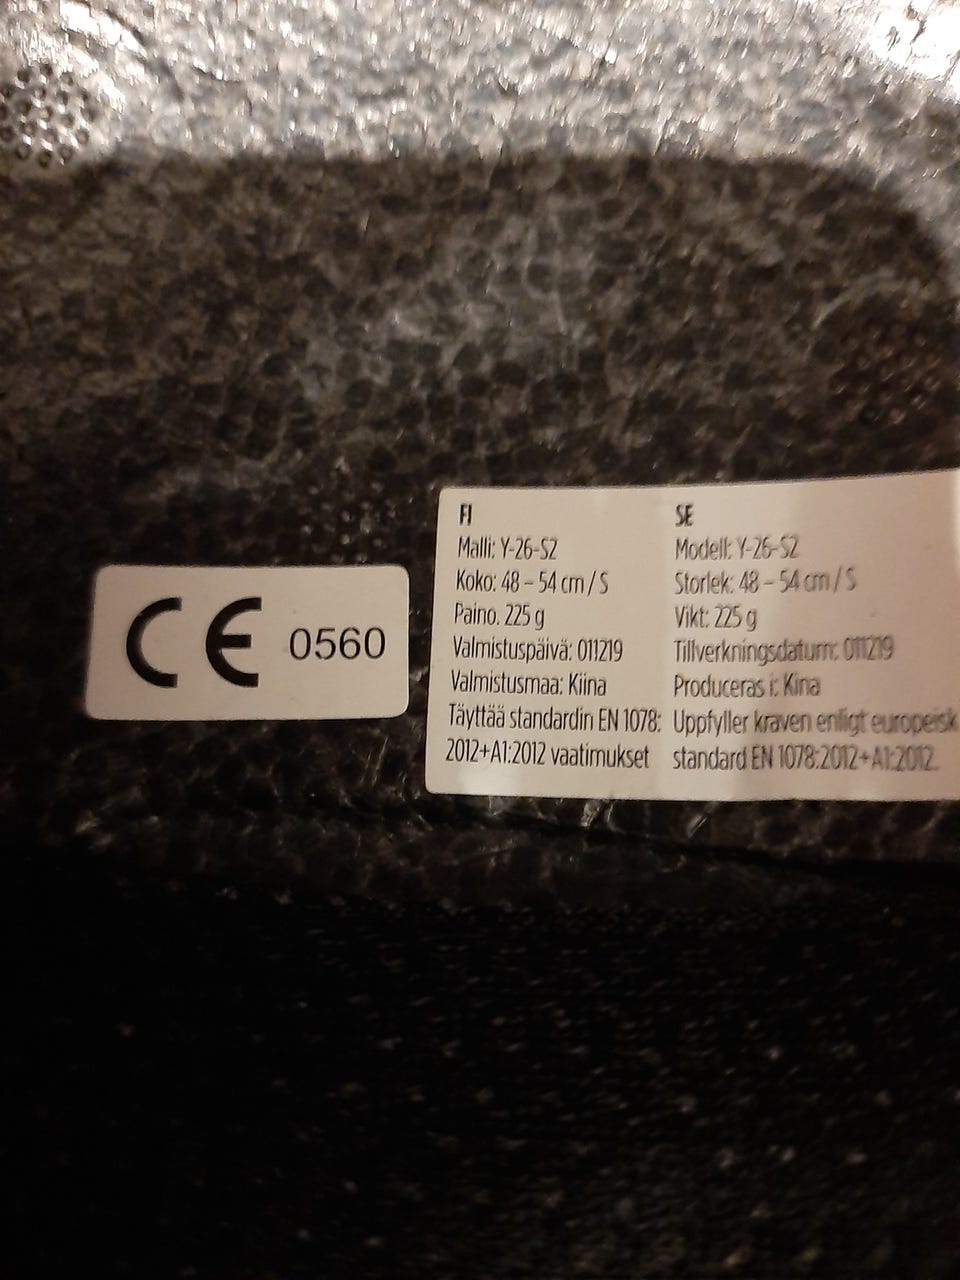 CE 0560
FI
Malli: Y-26-S2
Koko: 48 – 54 cm / S
Paino. 225 g
Valmistuspäivä: 011219
Valmistusmaa: Kiina
Täyttää standardin EN 1078:
2012+A1:2012 vaatimukset
SE
Modell: Y-26-S2
Storlek: 48 – 54 cm / S
Vikt: 225 g
Tillverkningsdatum: 011219
Produceras i: Kina
Uppfyller kraven enligt europeisk
standard EN 1078:2012+A1:2012.